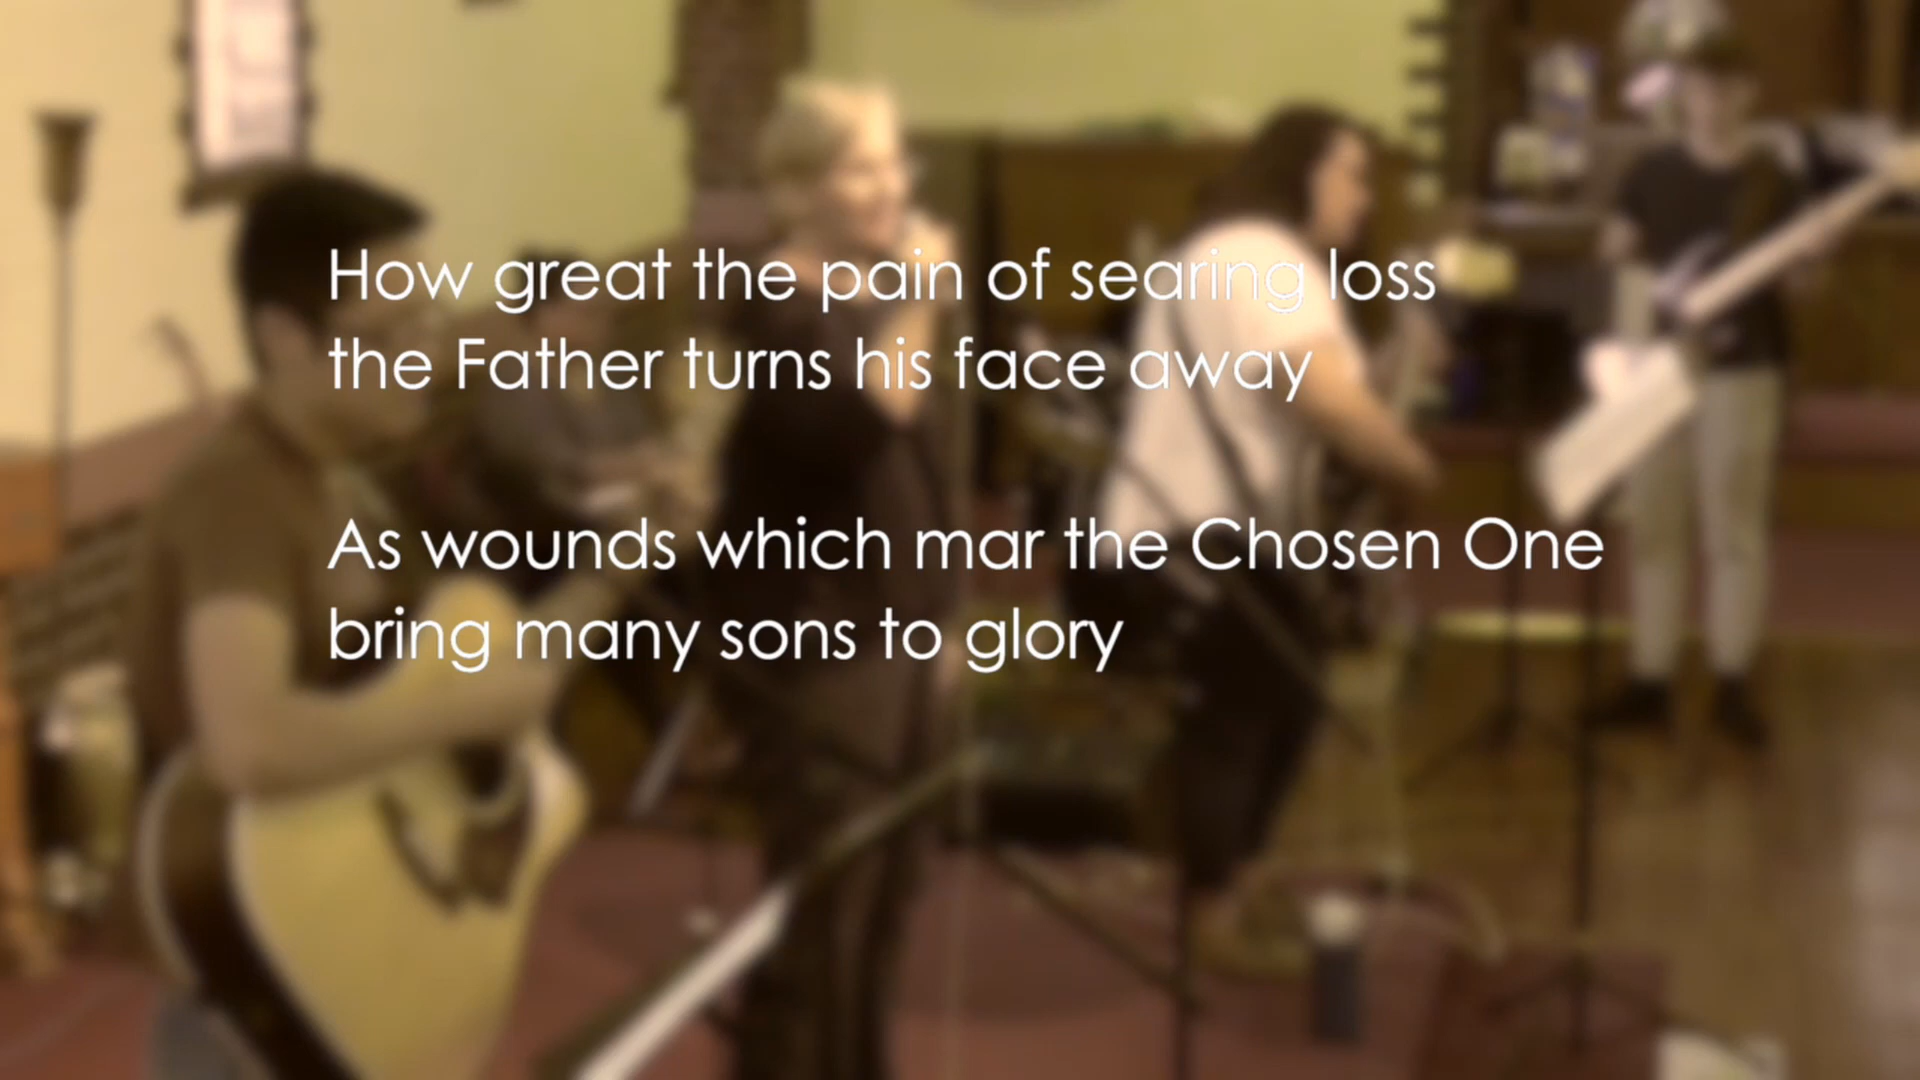 How great the pain of searing loss
the Father turns his face away
As wounds which mar the Chosen One
bring many sons to glory